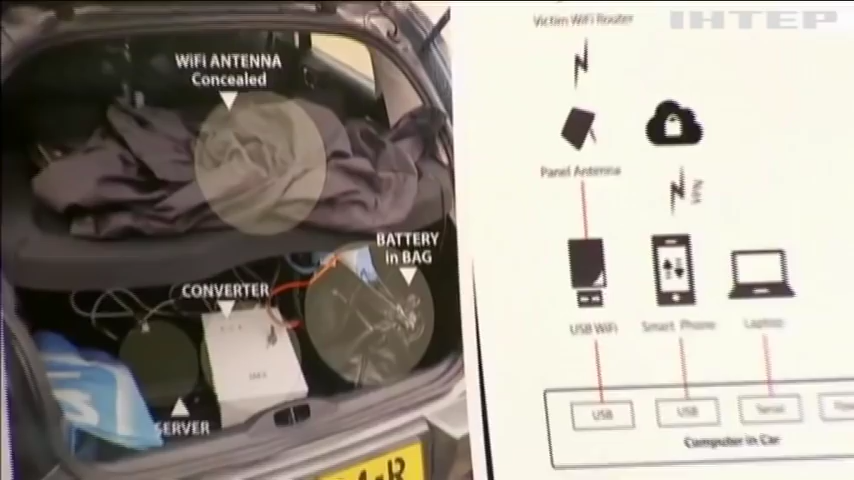 ІНТЕР
WiFi ANTENNA
Concealed
BATTERY
in BAG
CONVERTER
SERVER
Victim WiFi Router
Panel Antenna
VPN
USB WiFi
Smart Phone
Laptop
USB
USB
Serial
Computer in Car